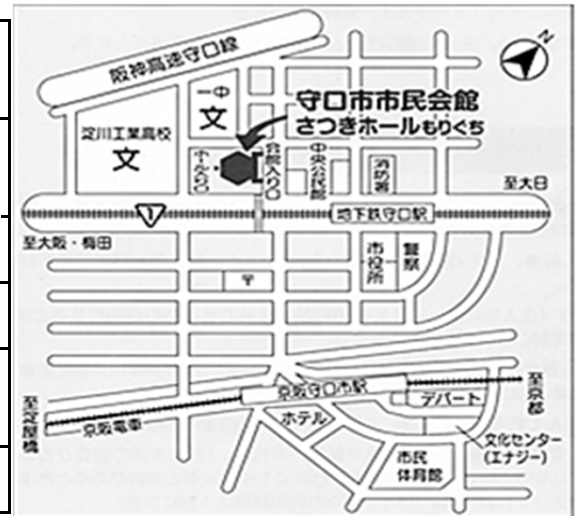 阪神高速守口線
N
一中
文
守口市市民会館
さつきホールもりぐち
淀川工業高校
文
会館入り口
中央公民館
消防署
至大日
1
地下鉄守口駅
至大阪・梅田
市役所
警察
〒
京阪守口市駅
至京都
デパート
至淀屋橋
京阪電車
ホテル
文化センター
(エナジー)
市民
体育館